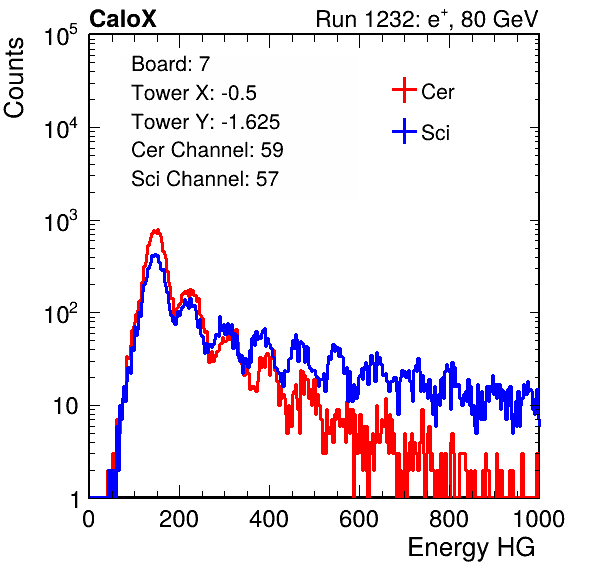 CaloX Run 1232: e⁺, 80 GeV
Counts
10⁵
10⁴
10³
10²
10
1
Board: 7
Tower X: -0.5
Tower Y: -1.625
Cer Channel: 59
Sci Channel: 57
Cer
Sci
0 200 400 600 800 1000
Energy HG